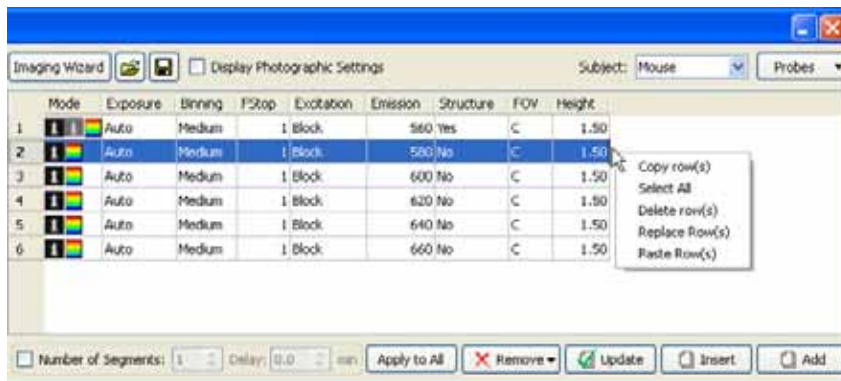 Imaging Wizard Display Photographic Settings Subject: Mouse Probes
Mode Exposure Binning FStop Excitation Emission Structure FOV Height
1 Auto Medium 1 Block 560 Yes C 1.50
2 Auto Medium 1 Block 580 No C 1.50
3 Auto Medium 1 Block 600 No C 1.50
4 Auto Medium 1 Block 620 No C 1.50
5 Auto Medium 1 Block 640 No C 1.50
6 Auto Medium 1 Block 660 No C 1.50
Copy row(s)
Select All
Delete row(s)
Replace Row(s)
Paste Row(s)
Number of Segments: 1 Delay: 0.0 min Apply to All Remove Update Insert Add